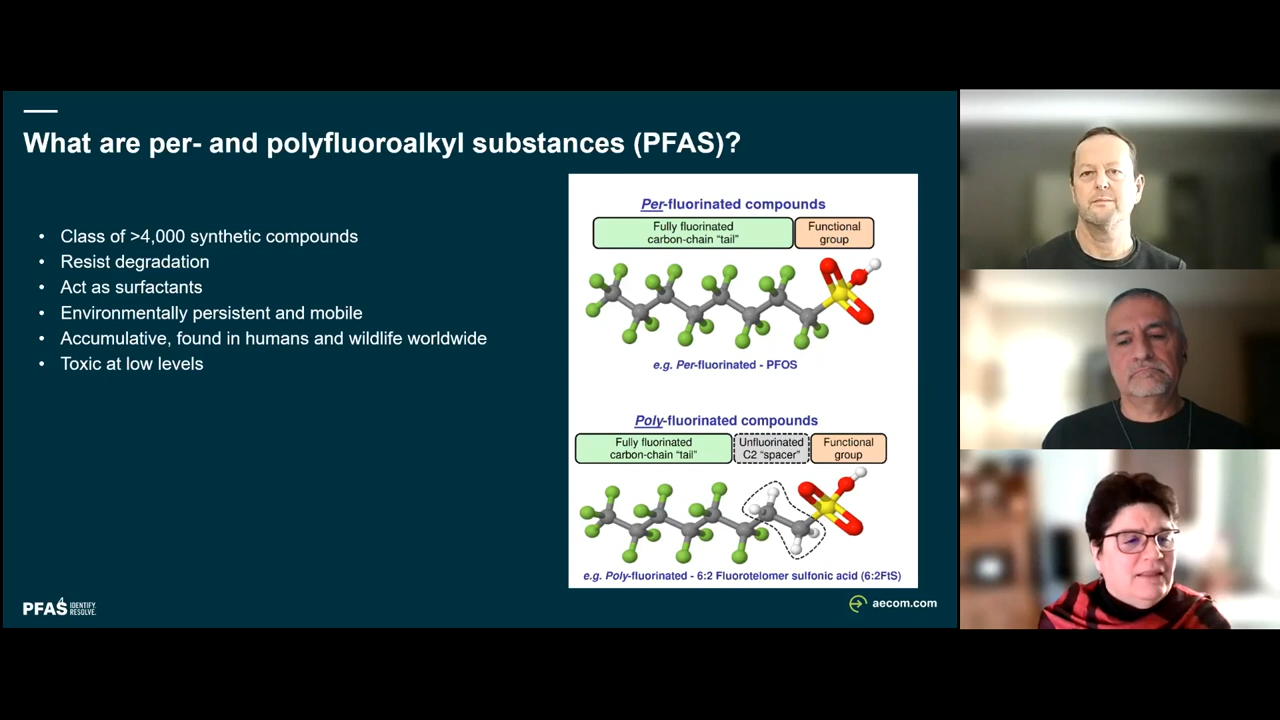 What are per- and polyfluoroalkyl substances (PFAS)?
• Class of >4,000 synthetic compounds
• Resist degradation
• Act as surfactants
• Environmentally persistent and mobile
• Accumulative, found in humans and wildlife worldwide
• Toxic at low levels
Per-fluorinated compounds
Fully fluorinated
carbon-chain “tail”
Functional
group
e.g. Per-fluorinated - PFOS
Poly-fluorinated compounds
Fully fluorinated
carbon-chain “tail”
Unfluorinated
C2 “spacer”
Functional
group
e.g. Poly-fluorinated - 6:2 Fluorotelomer sulfonic acid (6:2FtS)
PFAS IDENTIFY.
RESOLVE.
aecom.com